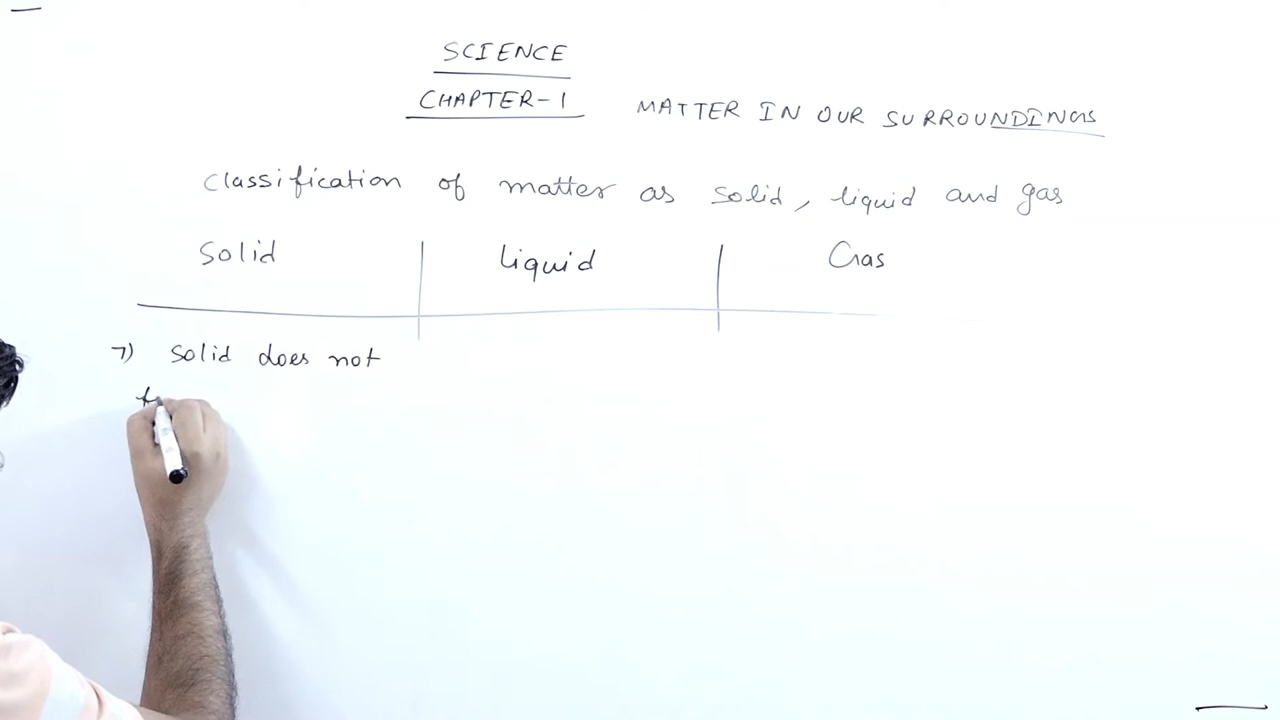 SCIENCE
CHAPTER-1 MATTER IN OUR SURROUNDINGS
classification of matter as solid, liquid and gas
solid liquid Gas
7) solid does not